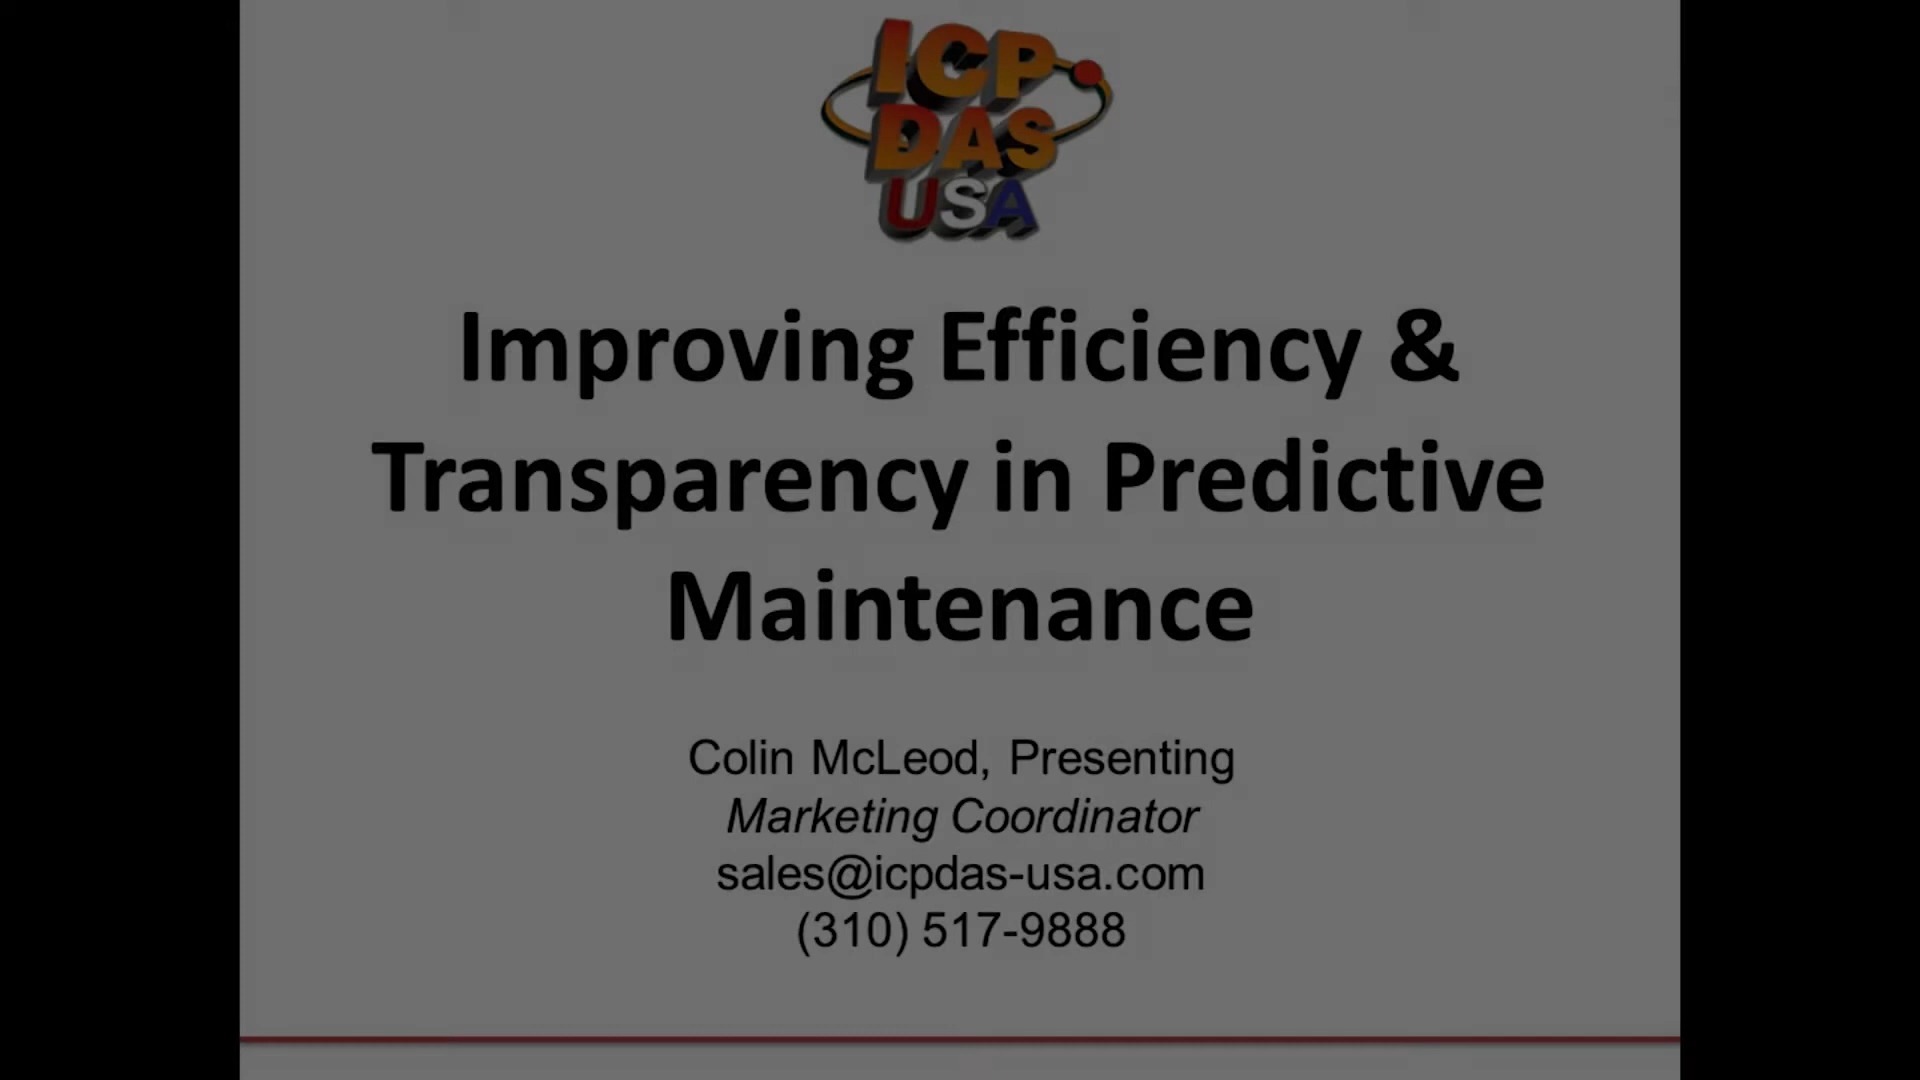 ICP
DAS
USA
Improving Efficiency &
Transparency in Predictive
Maintenance
Colin McLeod, Presenting
Marketing Coordinator
sales@icpdas-usa.com
(310) 517-9888